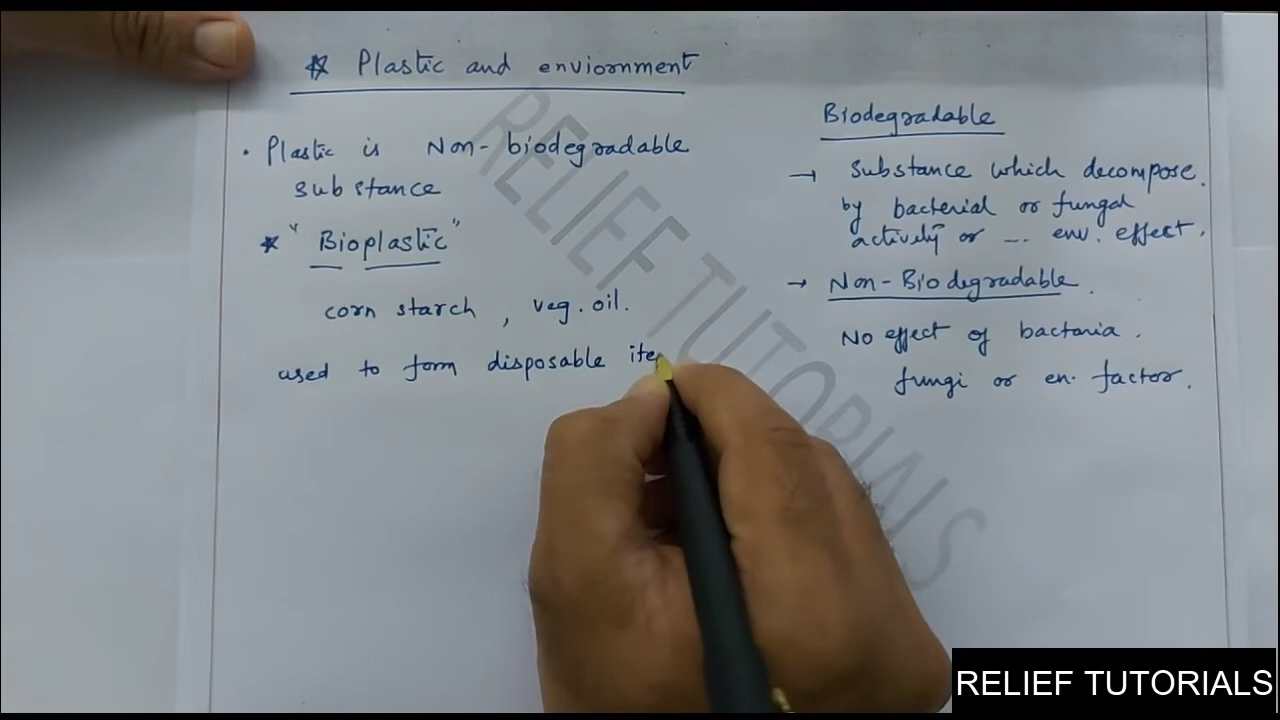 * Plastic and enviornment
• Plastic is Non-biodegradable
substance
* "Bioplastic"
corn starch, veg. oil.
used to form disposable ite
Biodegradable
→ Substance which decompose.
by bacterial or fungal
activity or ... env. effect.
→ Non-Biodegradable.
No effect of bactaria.
fungi or en. factor.
RELIEF TUTORIALS
RELIEF TUTORIALS